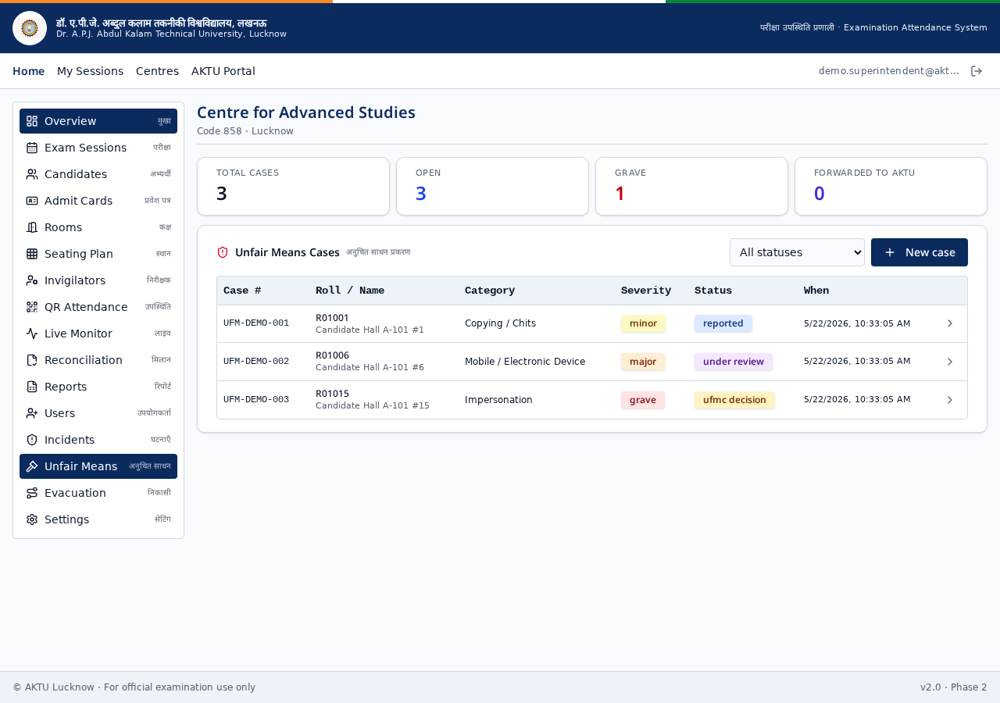 डॉ. ए.पी.जे. अब्दुल कलाम तकनीकी विश्वविद्यालय, लखनऊ
Dr. A.P.J. Abdul Kalam Technical University, Lucknow
परीक्षा उपस्थिति प्रणाली · Examination Attendance System
Home My Sessions Centres AKTU Portal
demo.superintendent@akt...
Overview मुख्य
Exam Sessions परीक्षा
Candidates अभ्यर्थी
Admit Cards प्रवेश पत्र
Rooms कक्ष
Seating Plan स्थान
Invigilators निरीक्षक
QR Attendance उपस्थिति
Live Monitor लाइव
Reconciliation मिलान
Reports रिपोर्ट
Users उपयोगकर्ता
Incidents घटनाएँ
Unfair Means अनुचित साधन
Evacuation निकासी
Settings सेटिंग
Centre for Advanced Studies
Code 858 · Lucknow
TOTAL CASES
3
OPEN
3
GRAVE
1
FORWARDED TO AKTU
0
Unfair Means Cases अनुचित साधन प्रकरण
All statuses
New case
Case # Roll / Name Category Severity Status When
UFM-DEMO-001 R01001 Copying / Chits minor reported 5/22/2026, 10:33:05 AM
Candidate Hall A-101 #1
UFM-DEMO-002 R01006 Mobile / Electronic Device major under review 5/22/2026, 10:33:05 AM
Candidate Hall A-101 #6
UFM-DEMO-003 R01015 Impersonation grave ufmc decision 5/22/2026, 10:33:05 AM
Candidate Hall A-101 #15
© AKTU Lucknow · For official examination use only
v2.0 · Phase 2